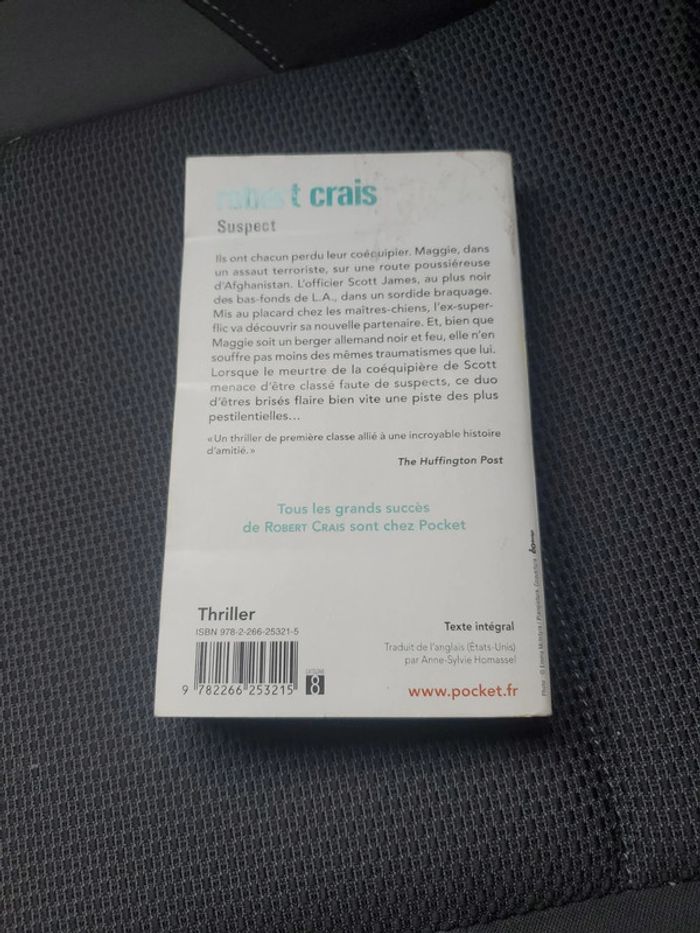 robert crais
Suspect
Ils ont chacun perdu leur coéquipier. Maggie, dans
un assaut terroriste, sur une route poussiéreuse
d'Afghanistan. L'officier Scott James, au plus noir
des bas-fonds de L.A., dans un sordide braquage.
Mis au placard chez les maîtres-chiens, l'ex-super-
flic va découvrir sa nouvelle partenaire. Et, bien que
Maggie soit un berger allemand noir et feu, elle n'en
souffre pas moins des mêmes traumatismes que lui.
Lorsque le meurtre de la coéquipière de Scott
menace d'être classé faute de suspects, ce duo
d'êtres brisés flaire bien vite une piste des plus
pestilentielles…
« Un thriller de première classe allié à une incroyable histoire
d'amitié. »
The Huffington Post
Tous les grands succès
de ROBERT CRAIS sont chez Pocket
Thriller
ISBN 978-2-266-25321-5
9 782266 253215
8
Texte intégral
Traduit de l'anglais (États-Unis)
par Anne-Sylvie Homassel
www.pocket.fr